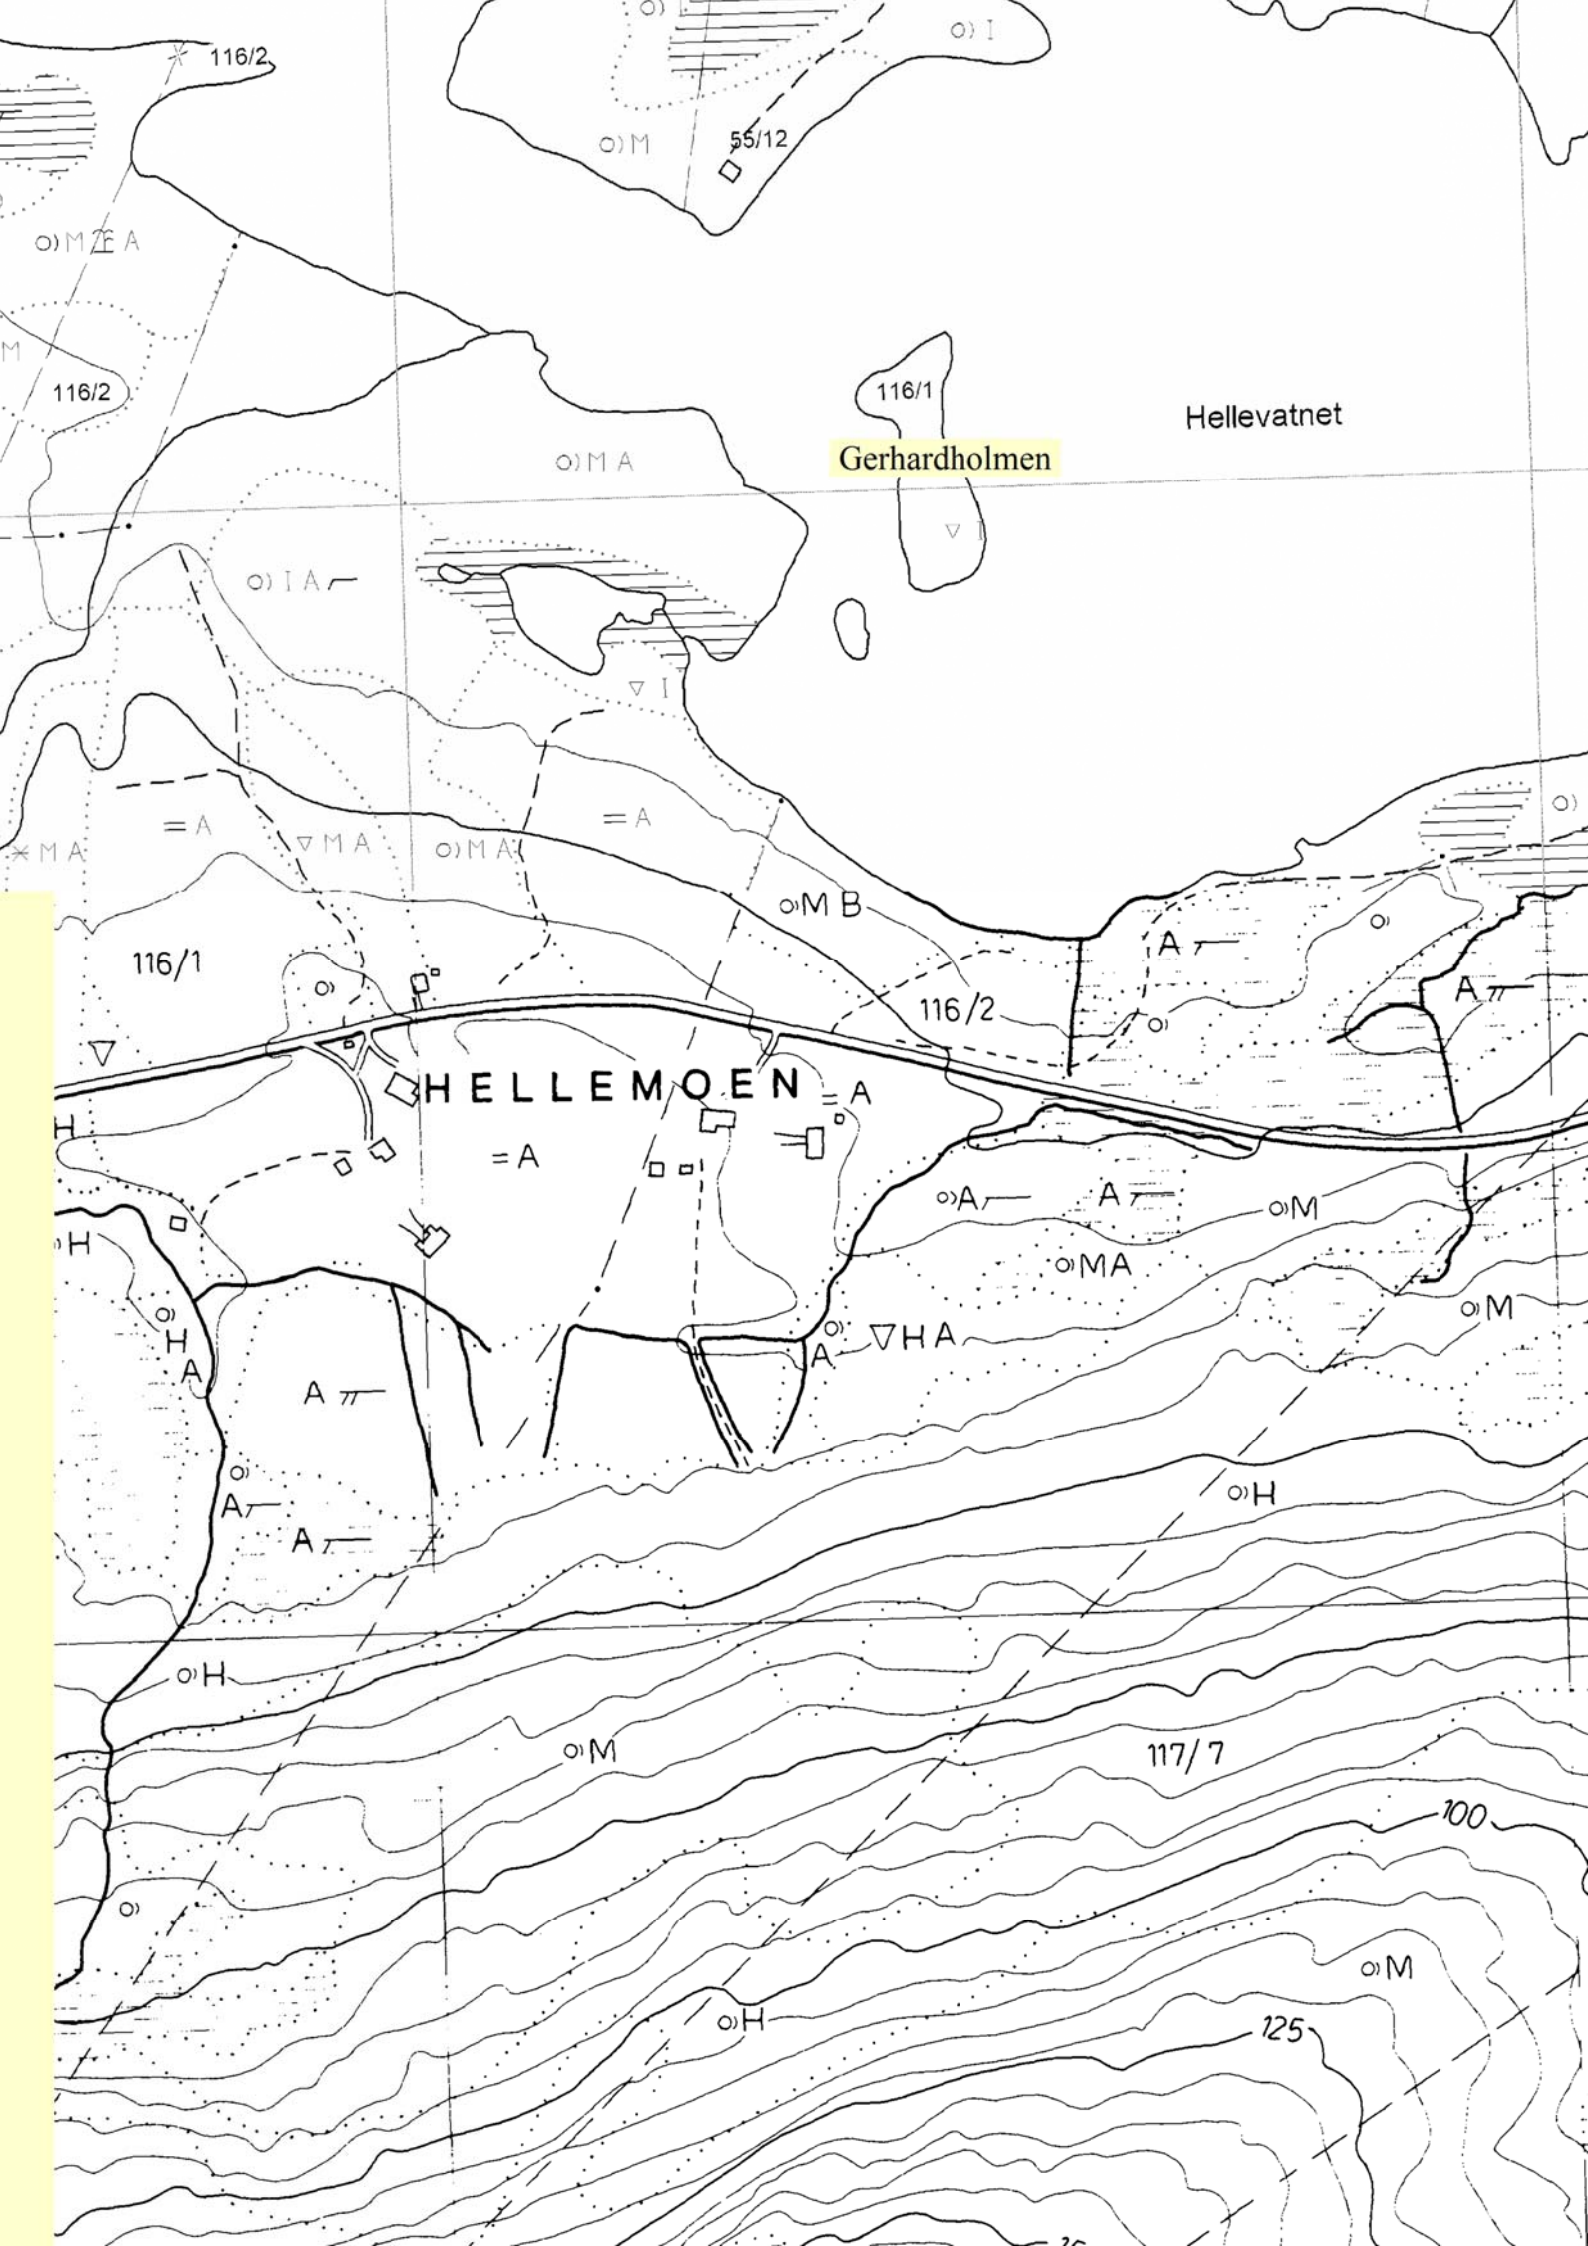 O) I
116/2
O) I
O) M
55/12
O) M Æ A
M
116/2
116/1
Hellevatnet
Gerhardholmen
O) M A
▽ I
O) I A
▽ I
= A
= A
O)
* M A
▽ M A
O) M A
O) M B
O)
A
116/1
O)
A
116/2
O)
▽
HELLEMOEN
= A
H
= A
O) A
A
O) M
O) H
O) M A
O)
H
A
O) M
O)
A
▽ H A
A
O)
A
A
O) H
O) H
O) M
117/7
100
O)
O) M
O) H
125